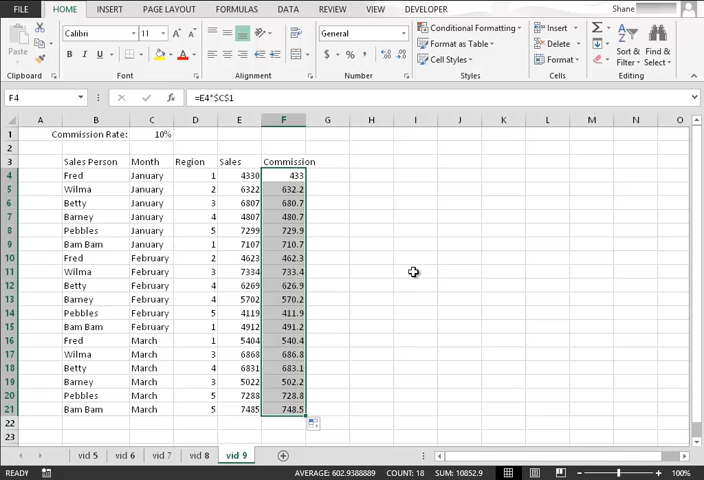 FILE HOME INSERT PAGE LAYOUT FORMULAS DATA REVIEW VIEW DEVELOPER Shane
Paste Calibri 11 General Conditional Formatting Insert
B I U $ % , Format as Table Delete Sort & Find &
Cell Styles Format Filter Select
Clipboard Font Alignment Number Styles Cells Editing
F4 =E4*$C$1
A B C D E F G H I J K L M N O
1 Commission Rate: 10%
2
3 Sales Person Month Region Sales Commission
4 Fred January 1 4330 433
5 Wilma January 2 6322 632.2
6 Betty January 3 6807 680.7
7 Barney January 4 4807 480.7
8 Pebbles January 5 7299 729.9
9 Bam Bam January 1 7107 710.7
10 Fred February 2 4623 462.3
11 Wilma February 3 7334 733.4
12 Betty February 4 6269 626.9
13 Barney February 4 5702 570.2
14 Pebbles February 5 4119 411.9
15 Bam Bam February 1 4912 491.2
16 Fred March 1 5404 540.4
17 Wilma March 3 6868 686.8
18 Betty March 4 6831 683.1
19 Barney March 3 5022 502.2
20 Pebbles March 5 7288 728.8
21 Bam Bam March 5 7485 748.5
22
23
vid 5 vid 6 vid 7 vid 8 vid 9
READY AVERAGE: 602.9388889 COUNT: 18 SUM: 10852.9 100%